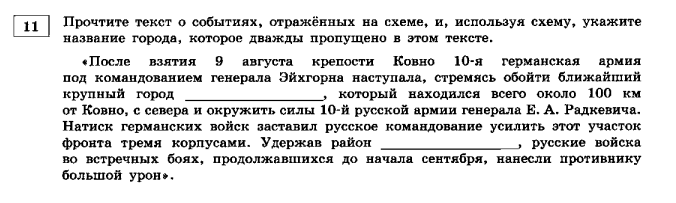 11 Прочтите текст о событиях, отражённых на схеме, и, используя схему, укажите
название города, которое дважды пропущено в этом тексте.
«После взятия 9 августа крепости Ковно 10-я германская армия
под командованием генерала Эйхгорна наступала, стремясь обойти ближайший
крупный город ____________________, который находился всего около 100 км
от Ковно, с севера и окружить силы 10-й русской армии генерала Е. А. Радкевича.
Натиск германских войск заставил русское командование усилить этот участок
фронта тремя корпусами. Удержав район ____________________, русские войска
во встречных боях, продолжавшихся до начала сентября, нанесли противнику
большой урон».